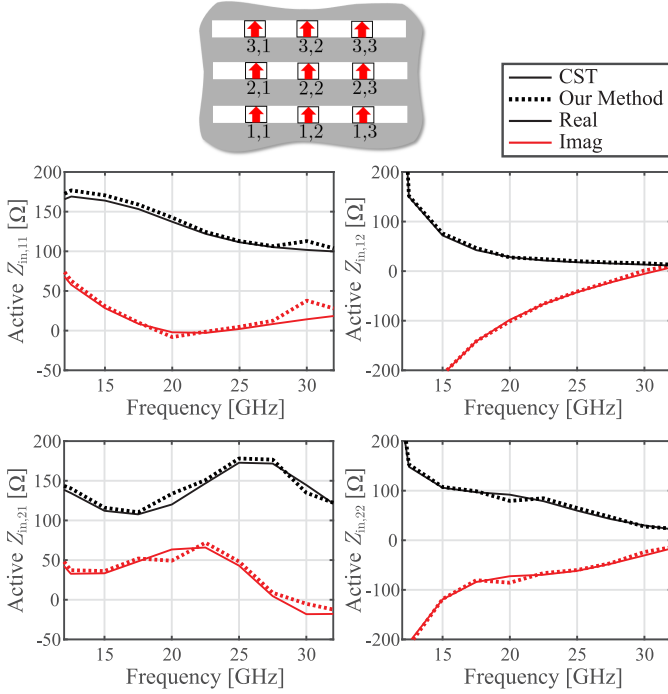 3,1 3,2 3,3
2,1 2,2 2,3
1,1 1,2 1,3
CST
Our Method
Real
Imag
Active Z_in,11 [Ω]
200
150
100
50
0
-50
15 20 25 30
Frequency [GHz]
Active Z_in,12 [Ω]
200
100
0
-100
-200
15 20 25 30
Frequency [GHz]
Active Z_in,21 [Ω]
200
150
100
50
0
-50
15 20 25 30
Frequency [GHz]
Active Z_in,22 [Ω]
200
100
0
-100
-200
15 20 25 30
Frequency [GHz]